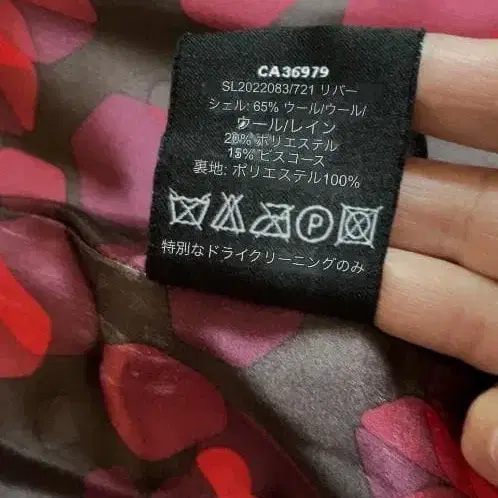 CA36979
SL2022083/721 リバー
シェル: 65% ウール/ウール/
ウール/レイン
20% ポリエステル
15% ビスコース
裏地: ポリエステル100%
P
特別なドライクリーニングのみ